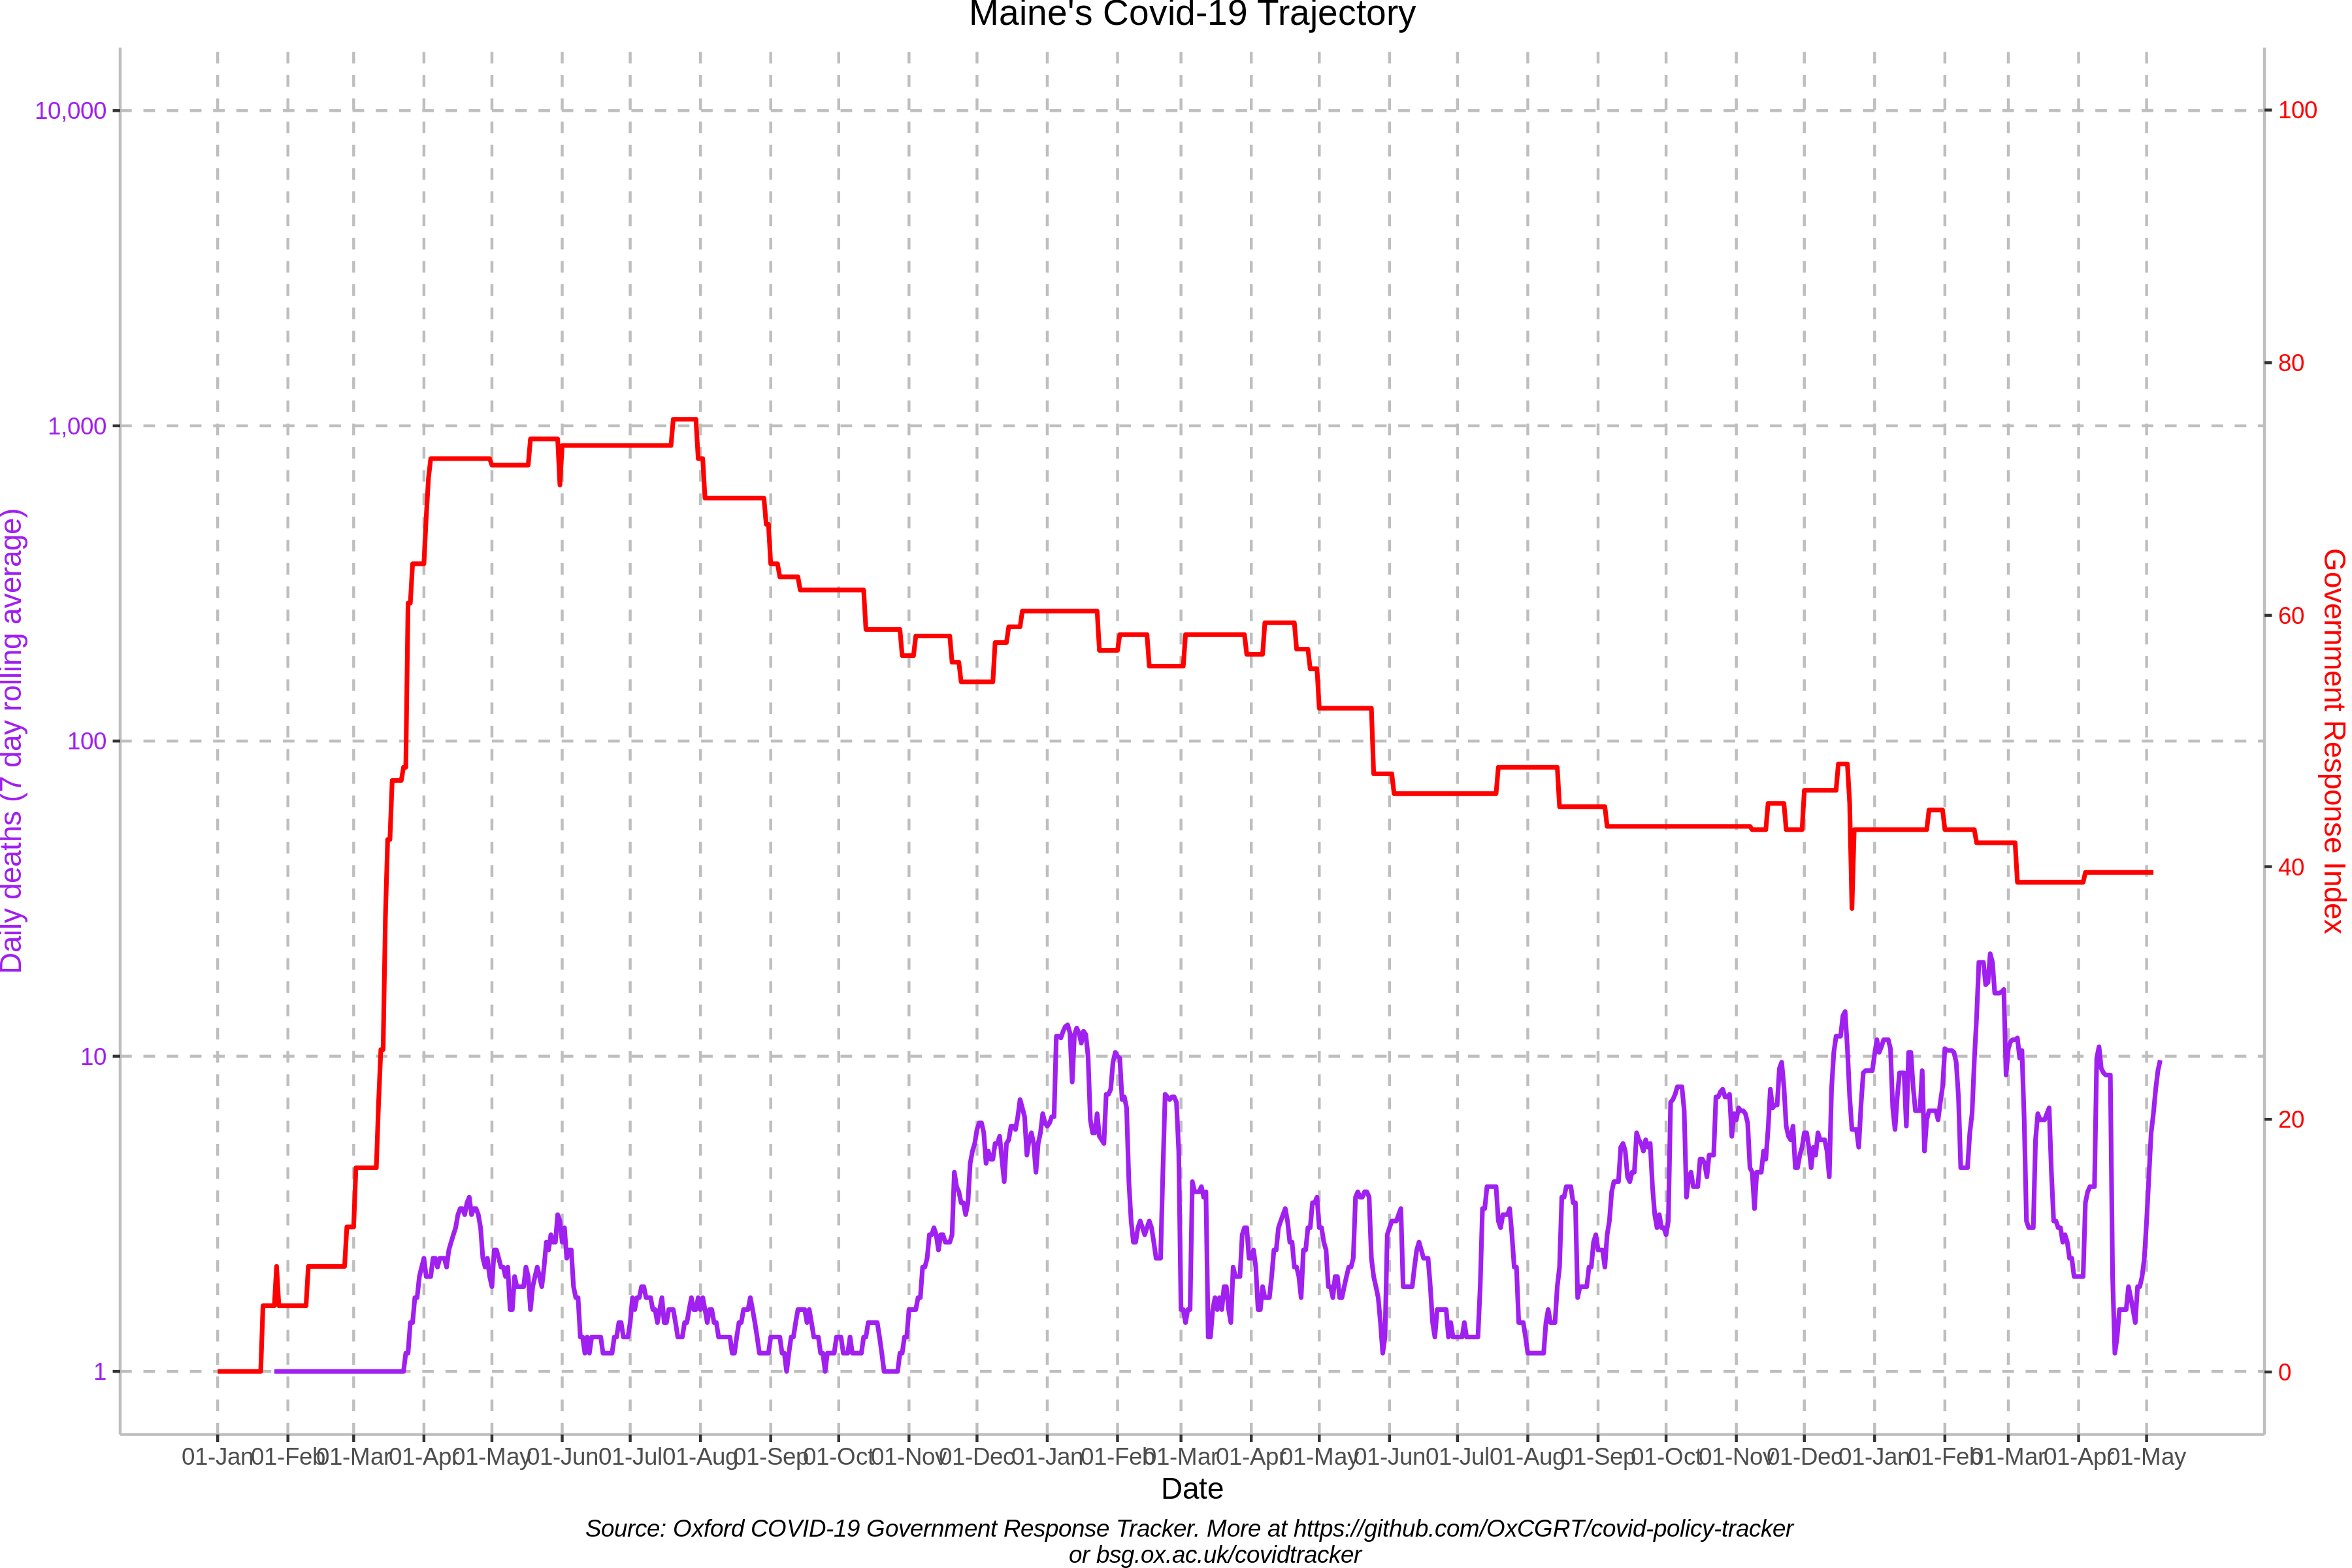 Maine's Covid-19 Trajectory
10,000
1,000
100
10
1
Daily deaths (7 day rolling average)
100
80
60
40
20
0
Government Response Index
01-Jan 01-Feb 01-Mar 01-Apr 01-May 01-Jun 01-Jul 01-Aug 01-Sep 01-Oct 01-Nov 01-Dec 01-Jan 01-Feb 01-Mar 01-Apr 01-May 01-Jun 01-Jul 01-Aug 01-Sep 01-Oct 01-Nov 01-Dec 01-Jan 01-Feb 01-Mar 01-Apr 01-May
Date
Source: Oxford COVID-19 Government Response Tracker. More at https://github.com/OxCGRT/covid-policy-tracker
or bsg.ox.ac.uk/covidtracker